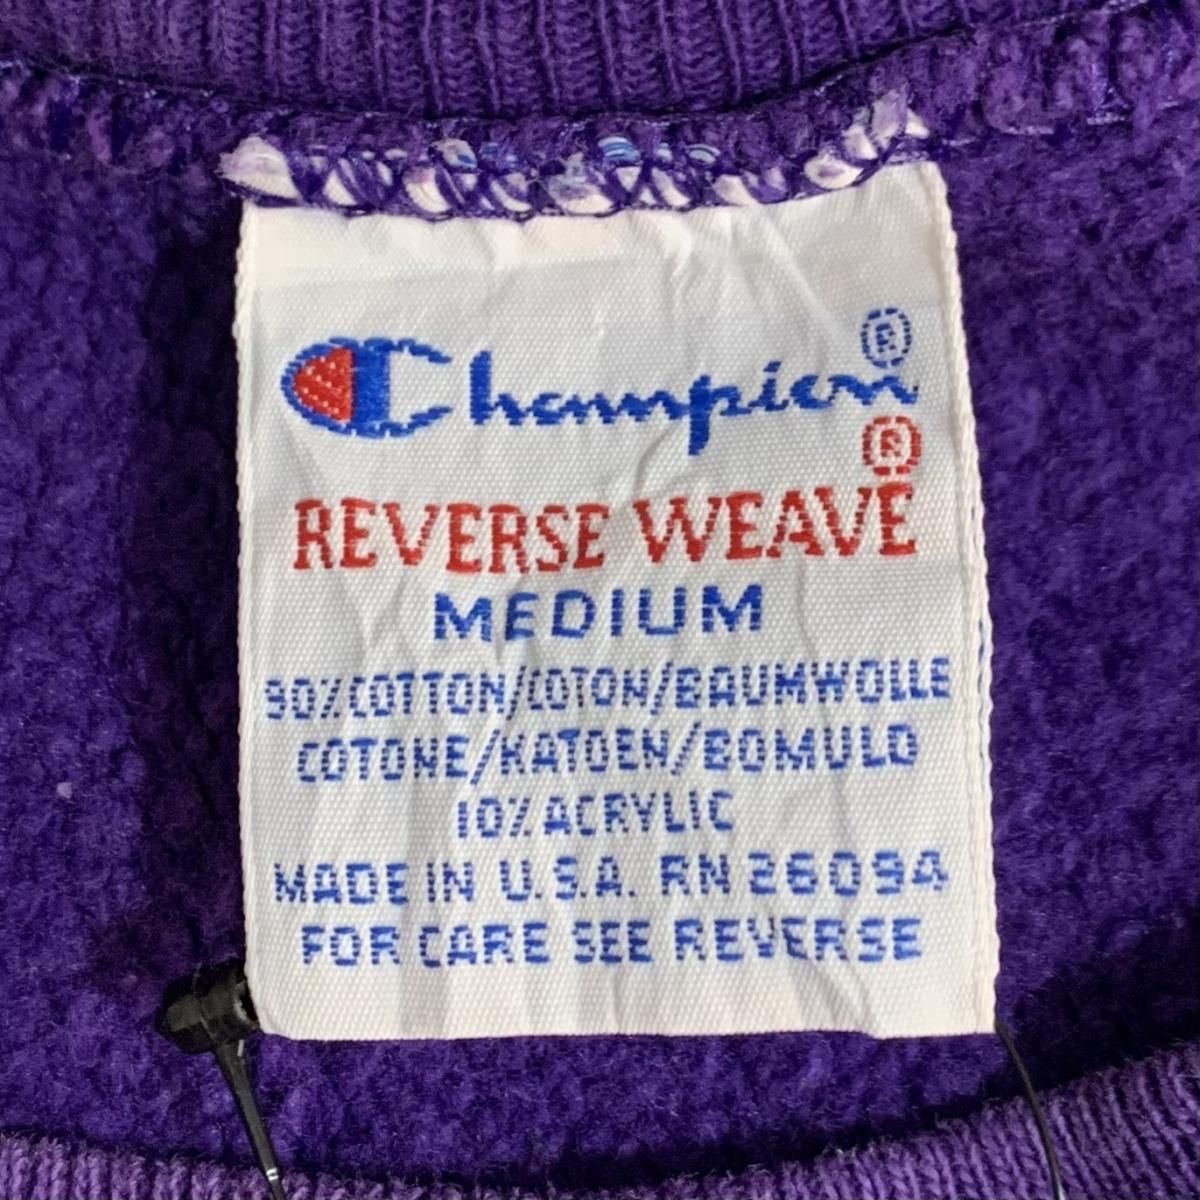 Champion ®
®
REVERSE WEAVE
MEDIUM
90% COTTON/COTON/BAUMWOLLE
COTONE/KATOEN/BOMULD
10% ACRYLIC
MADE IN U.S.A. RN 26094
FOR CARE SEE REVERSE